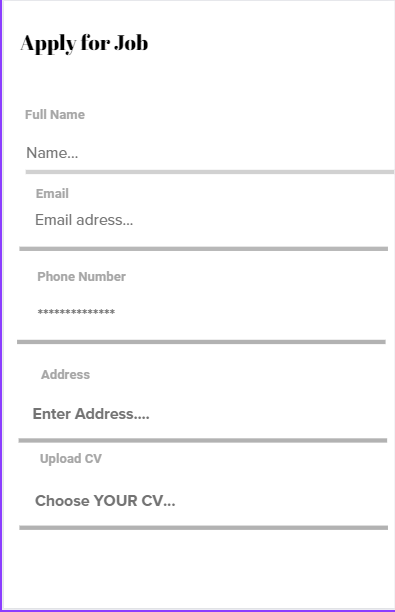 Apply for Job
Full Name
Name...
Email
Email adress...
Phone Number
**************
Address
Enter Address....
Upload CV
Choose YOUR CV...